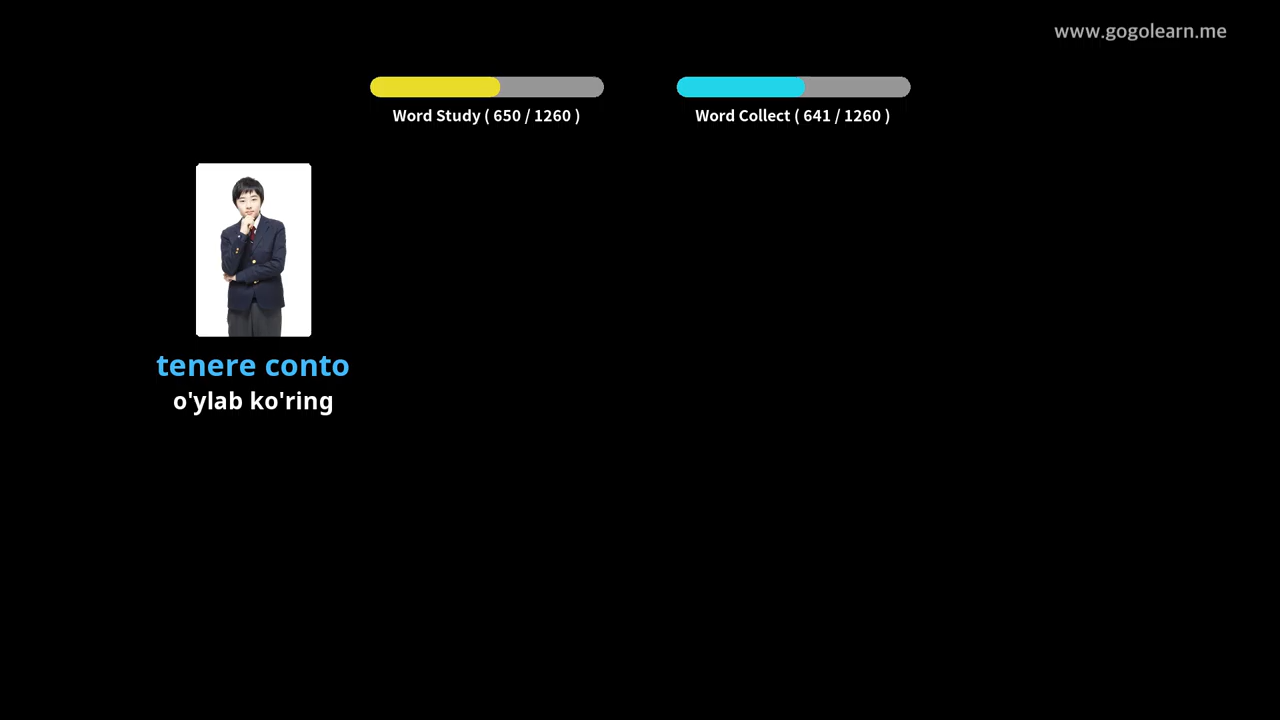 www.gogolearn.me
Word Study ( 650 / 1260 )
Word Collect ( 641 / 1260 )
tenere conto
o'ylab ko'ring